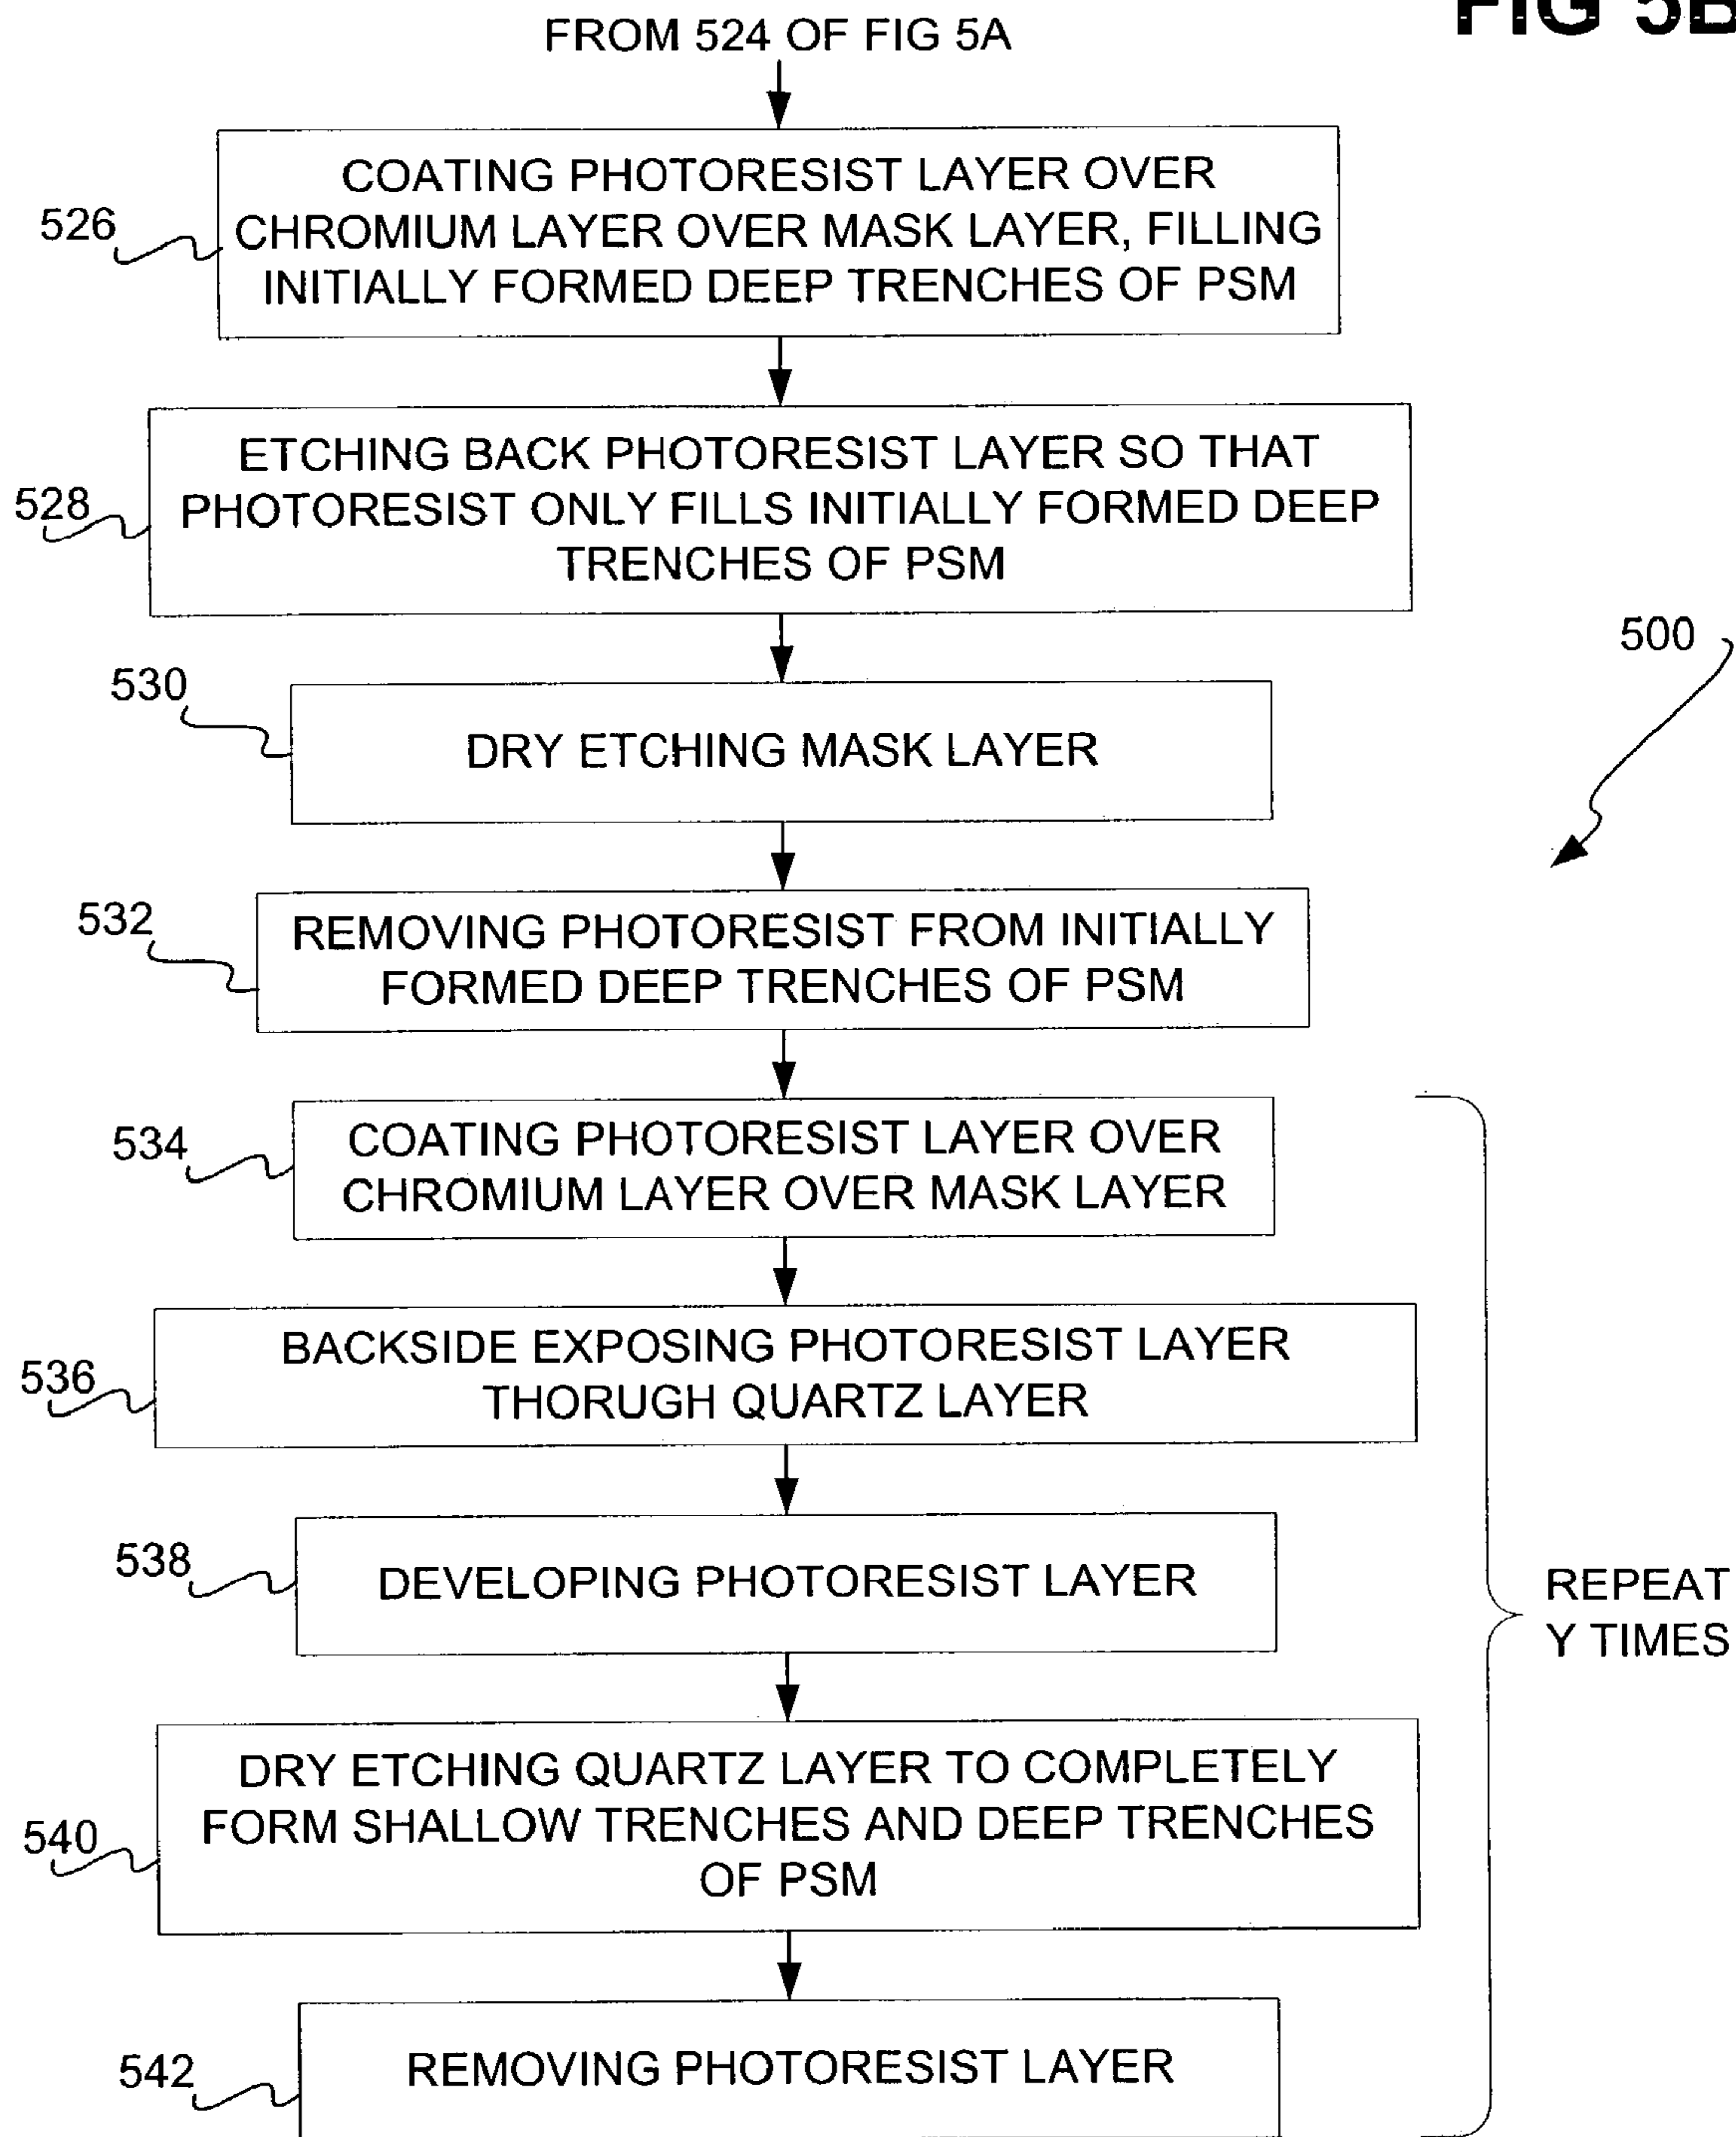 FIG 5B
FROM 524 OF FIG 5A
526
COATING PHOTORESIST LAYER OVER
CHROMIUM LAYER OVER MASK LAYER, FILLING
INITIALLY FORMED DEEP TRENCHES OF PSM
528
ETCHING BACK PHOTORESIST LAYER SO THAT
PHOTORESIST ONLY FILLS INITIALLY FORMED DEEP
TRENCHES OF PSM
500
530
DRY ETCHING MASK LAYER
532
REMOVING PHOTORESIST FROM INITIALLY
FORMED DEEP TRENCHES OF PSM
534
COATING PHOTORESIST LAYER OVER
CHROMIUM LAYER OVER MASK LAYER
536
BACKSIDE EXPOSING PHOTORESIST LAYER
THORUGH QUARTZ LAYER
538
DEVELOPING PHOTORESIST LAYER
REPEAT
Y TIMES
540
DRY ETCHING QUARTZ LAYER TO COMPLETELY
FORM SHALLOW TRENCHES AND DEEP TRENCHES
OF PSM
542
REMOVING PHOTORESIST LAYER